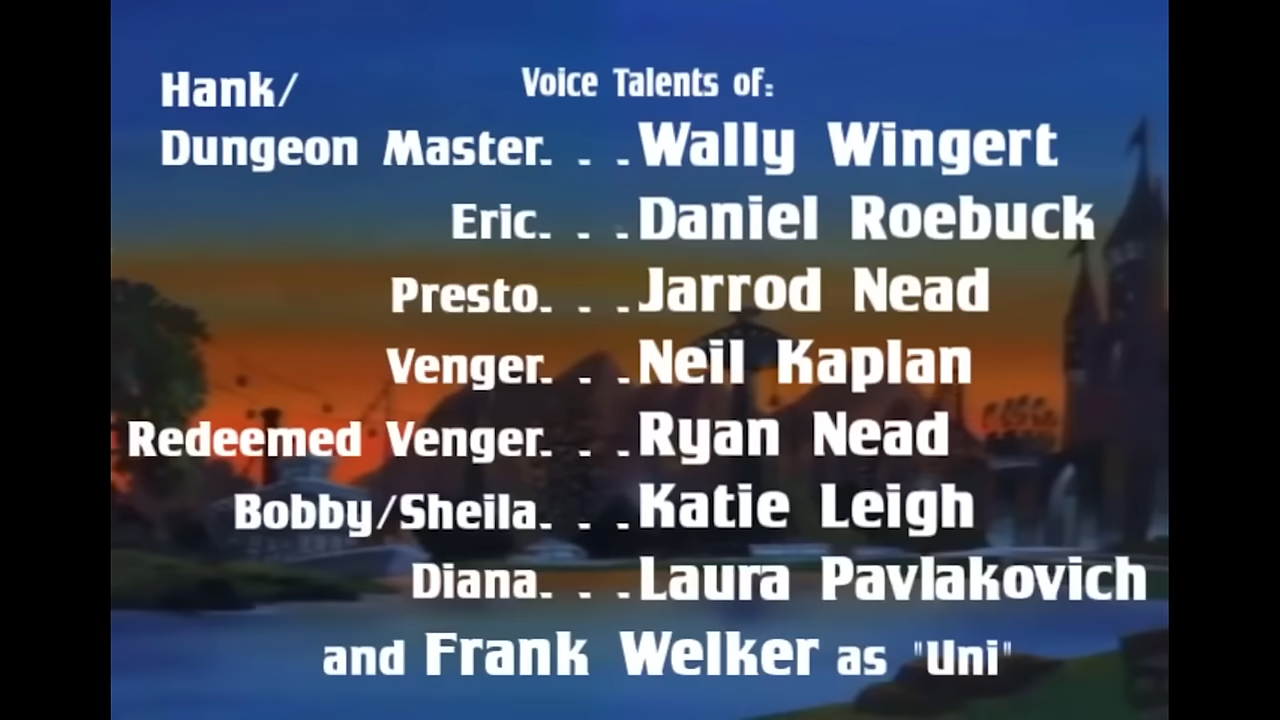 Voice Talents of:
Hank/
Dungeon Master. . .Wally Wingert
Eric. . .Daniel Roebuck
Presto. . .Jarrod Nead
Venger. . .Neil Kaplan
Redeemed Venger. . .Ryan Nead
Bobby/Sheila. . .Katie Leigh
Diana. . .Laura Pavlakovich
and Frank Welker as "Uni"